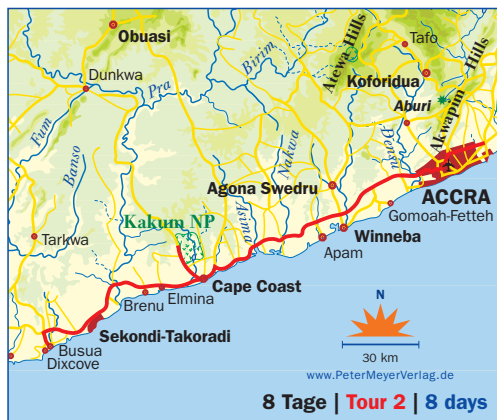 Obuasi
Tafo
Atewa Hills
Birim
Koforidua
Dunkwa
Pra
Hills
Akwapim
Aburi
Fum
Banso
Nakwa
Densu
Agona Swedru
ACCRA
Asima
Gomoah-Fetteh
Kakum NP
Tarkwa
Winneba
Apam
Cape Coast
Elmina
Brenu
N
Sekondi-Takoradi
Busua
Dixcove
30 km
www.PeterMeyerVerlag.de
8 Tage | Tour 2 | 8 days